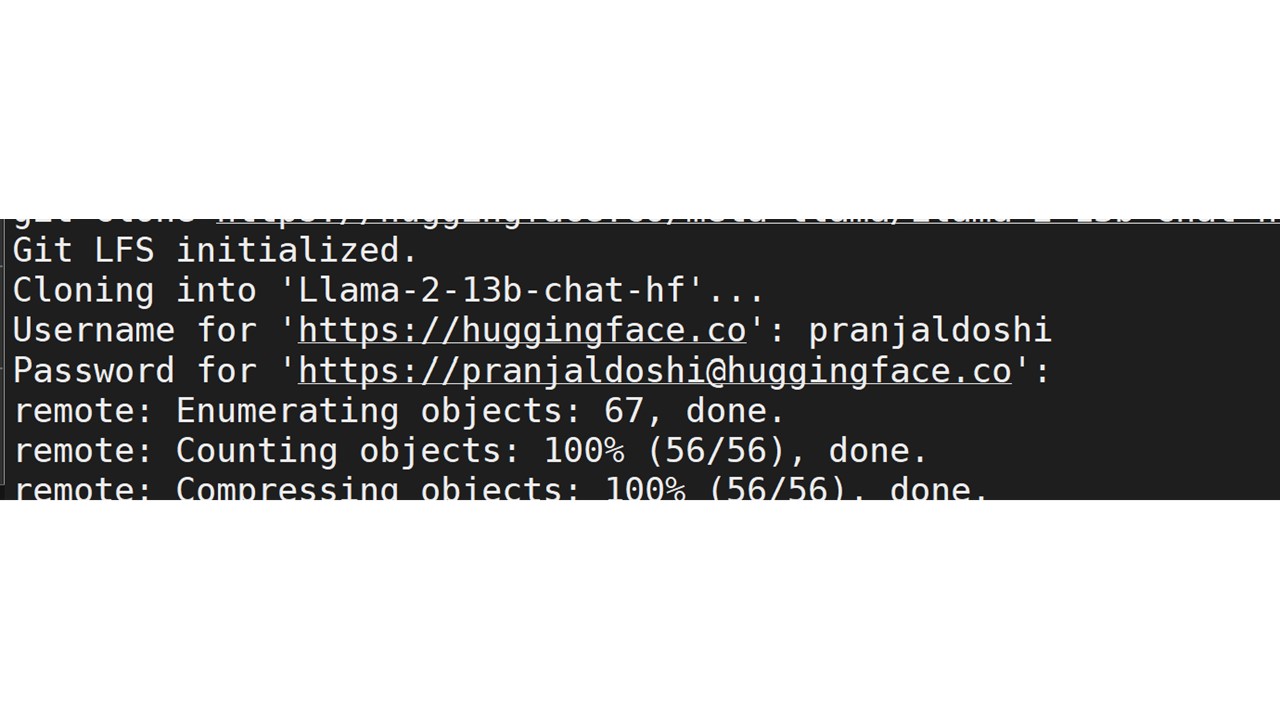 git clone
Git LFS initialized.
Cloning into 'Llama-2-13b-chat-hf'...
Username for 'https://huggingface.co': pranjaldoshi
Password for 'https://pranjaldoshi@huggingface.co':
remote: Enumerating objects: 67, done.
remote: Counting objects: 100% (56/56), done.
remote: Compressing objects: 100% (56/56), done.